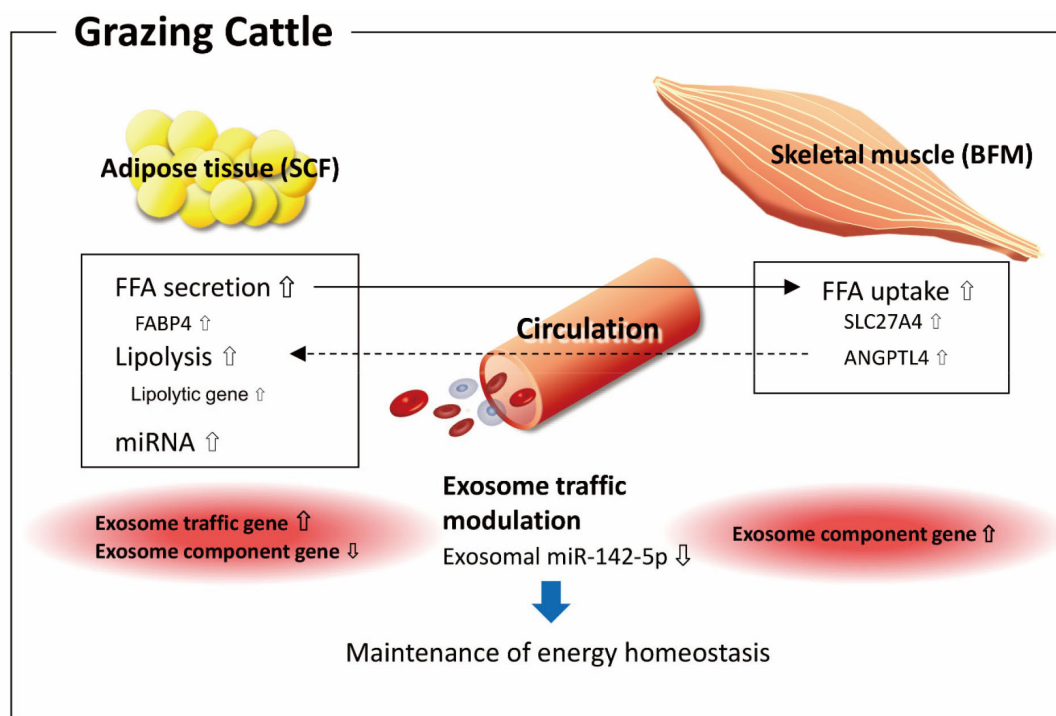 Grazing Cattle
Adipose tissue (SCF)
Skeletal muscle (BFM)
FFA secretion ⇧
FABP4 ⇧
Lipolysis ⇧
Lipolytic gene ⇧
miRNA ⇧
Circulation
FFA uptake ⇧
SLC27A4 ⇧
ANGPTL4 ⇧
Exosome traffic gene ⇧
Exosome component gene ⇩
Exosome traffic
modulation
Exosomal miR-142-5p ⇩
Exosome component gene ⇧
Maintenance of energy homeostasis